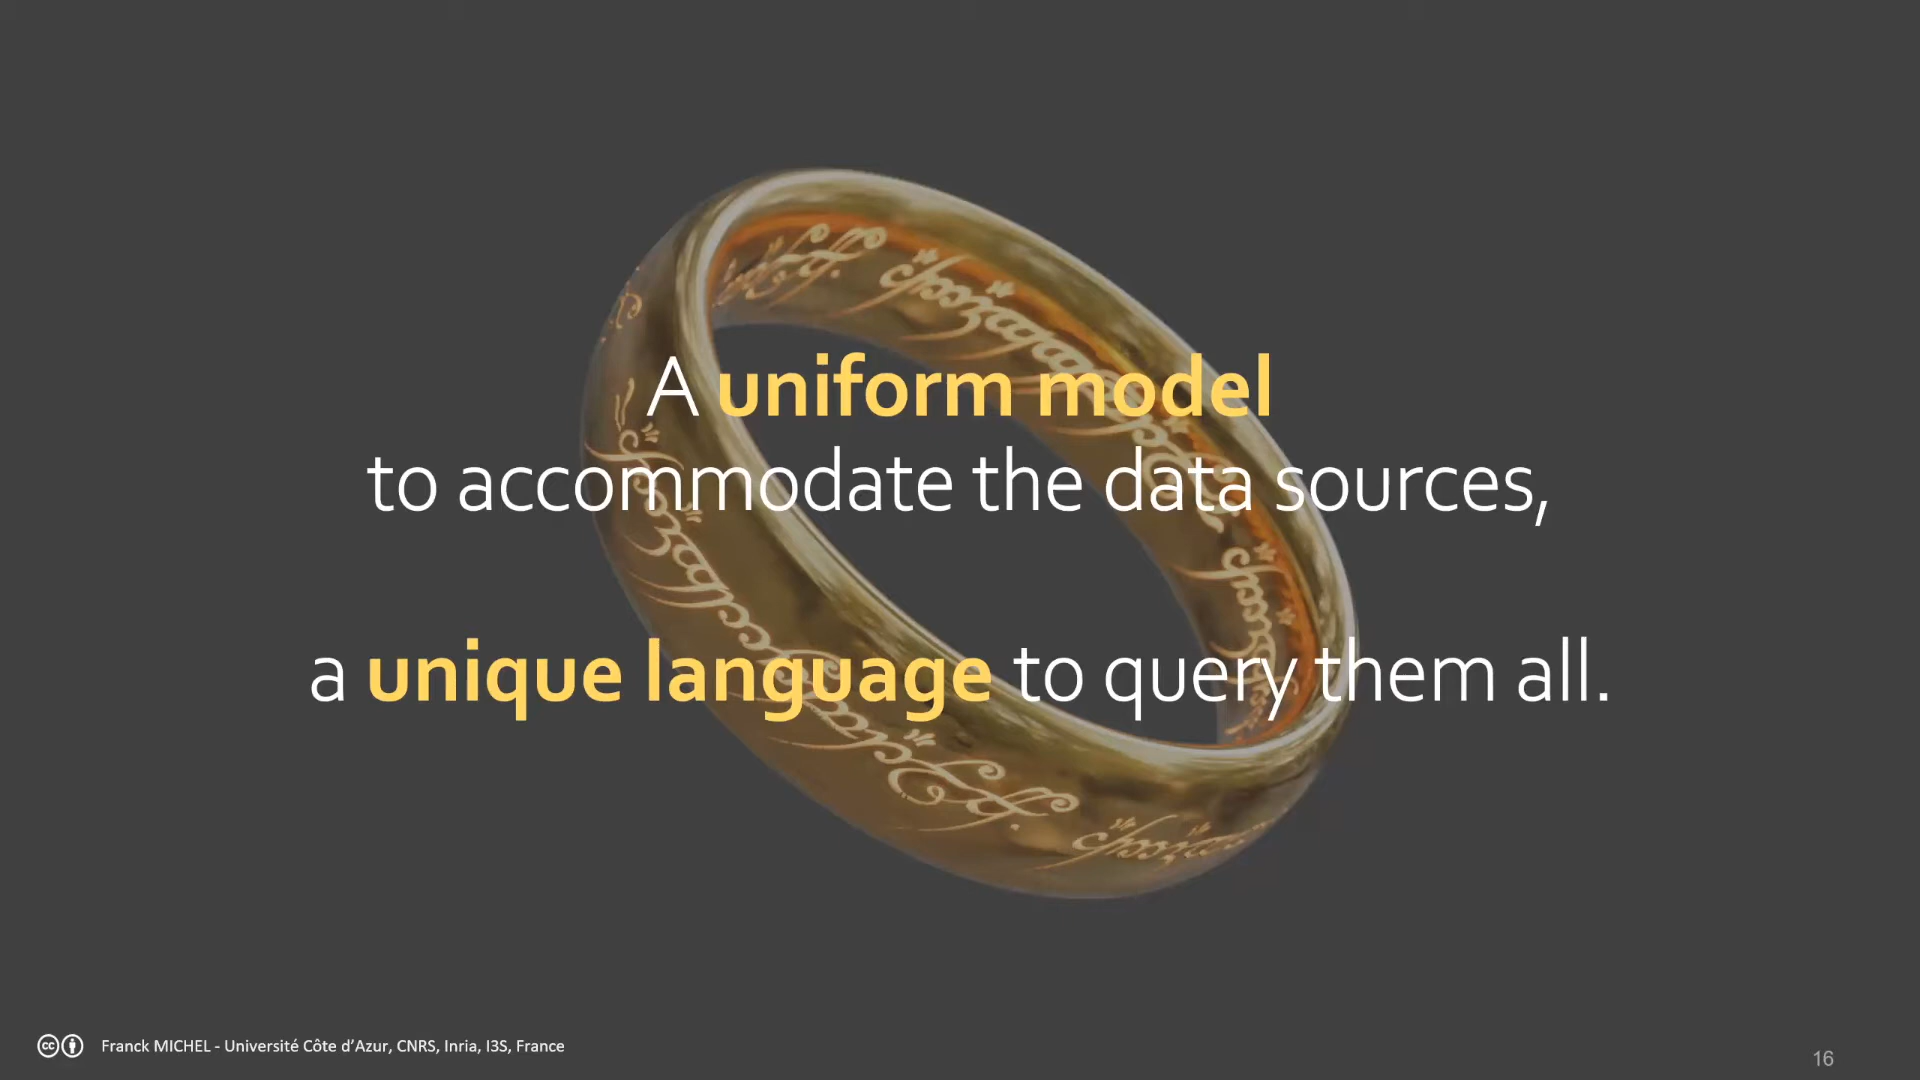 A uniform model
to accommodate the data sources,
a unique language to query them all.
Franck MICHEL - Université Côte d'Azur, CNRS, Inria, I3S, France
16